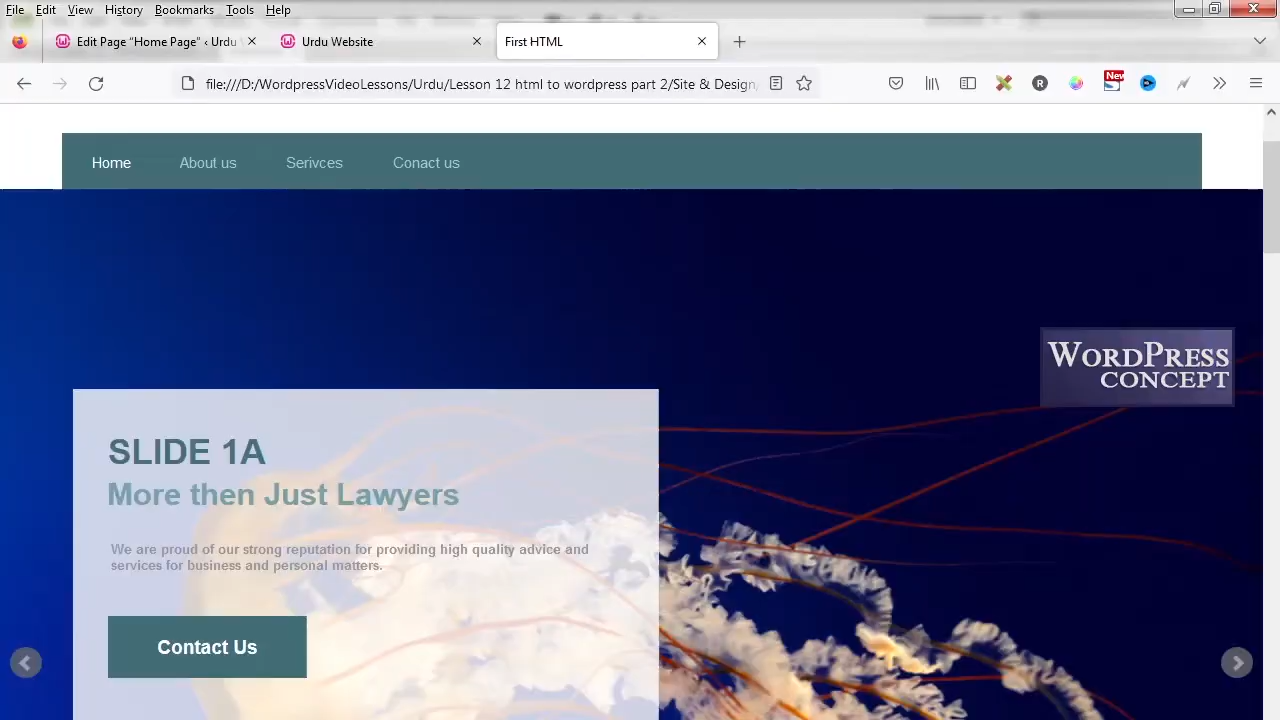 File Edit View History Bookmarks Tools Help
Edit Page “Home Page” ‹ Urdu
Urdu Website
First HTML
file:///D:/WordpressVideoLessons/Urdu/Lesson 12 html to wordpress part 2/Site & Design/
New
R
Home About us Serivces Conact us
WORDPRESS
CONCEPT
SLIDE 1A
More then Just Lawyers
We are proud of our strong reputation for providing high quality advice and
services for business and personal matters.
Contact Us